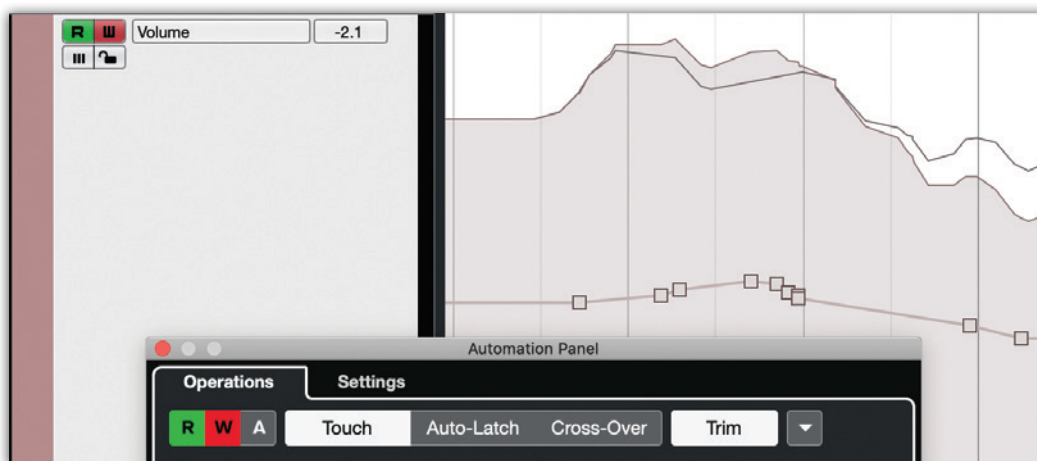 R W Volume -2.1
Automation Panel
Operations Settings
R W A Touch Auto-Latch Cross-Over Trim